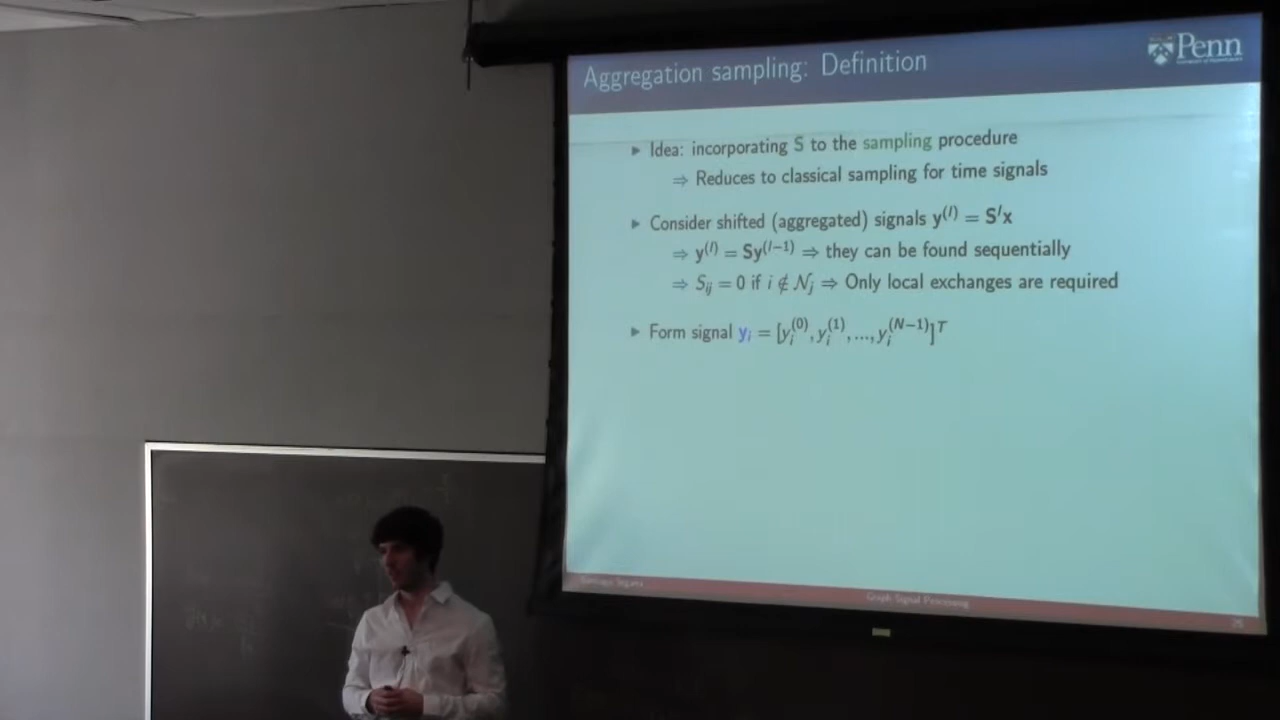 Aggregation sampling: Definition
Penn
▶ Idea: incorporating S to the sampling procedure
⇒ Reduces to classical sampling for time signals
▶ Consider shifted (aggregated) signals y^(l) = S^l x
⇒ y^(l) = Sy^(l−1) ⇒ they can be found sequentially
⇒ S_ij = 0 if i ∉ N_j ⇒ Only local exchanges are required
▶ Form signal y_i = [y_i^(0), y_i^(1), ..., y_i^(N−1)]^T
Graph Signal Processing